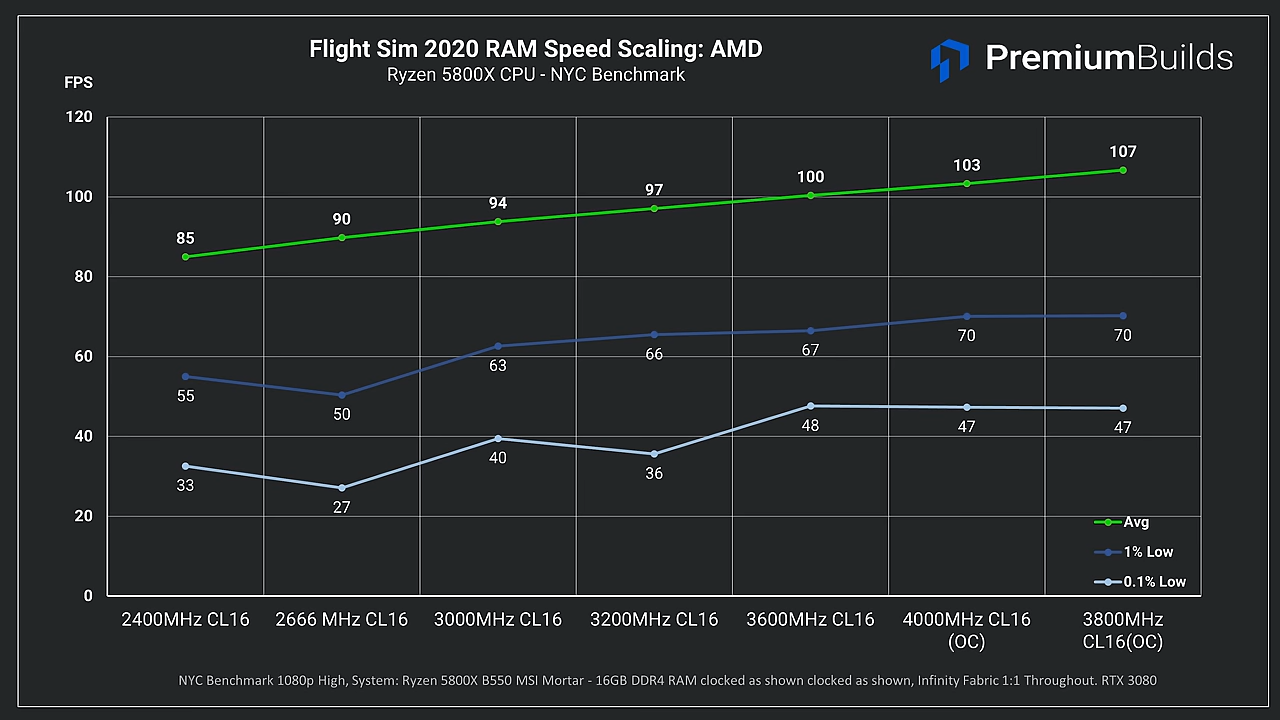 Flight Sim 2020 RAM Speed Scaling: AMD
Ryzen 5800X CPU - NYC Benchmark
PremiumBuilds
FPS
120
100
80
60
40
20
0
85
90
94
97
100
103
107
55
50
63
66
67
70
70
33
27
40
36
48
47
47
Avg
1% Low
0.1% Low
2400MHz CL16
2666 MHz CL16
3000MHz CL16
3200MHz CL16
3600MHz CL16
4000MHz CL16
(OC)
3800MHz
CL16(OC)
NYC Benchmark 1080p High, System: Ryzen 5800X B550 MSI Mortar - 16GB DDR4 RAM clocked as shown clocked as shown, Infinity Fabric 1:1 Throughout. RTX 3080